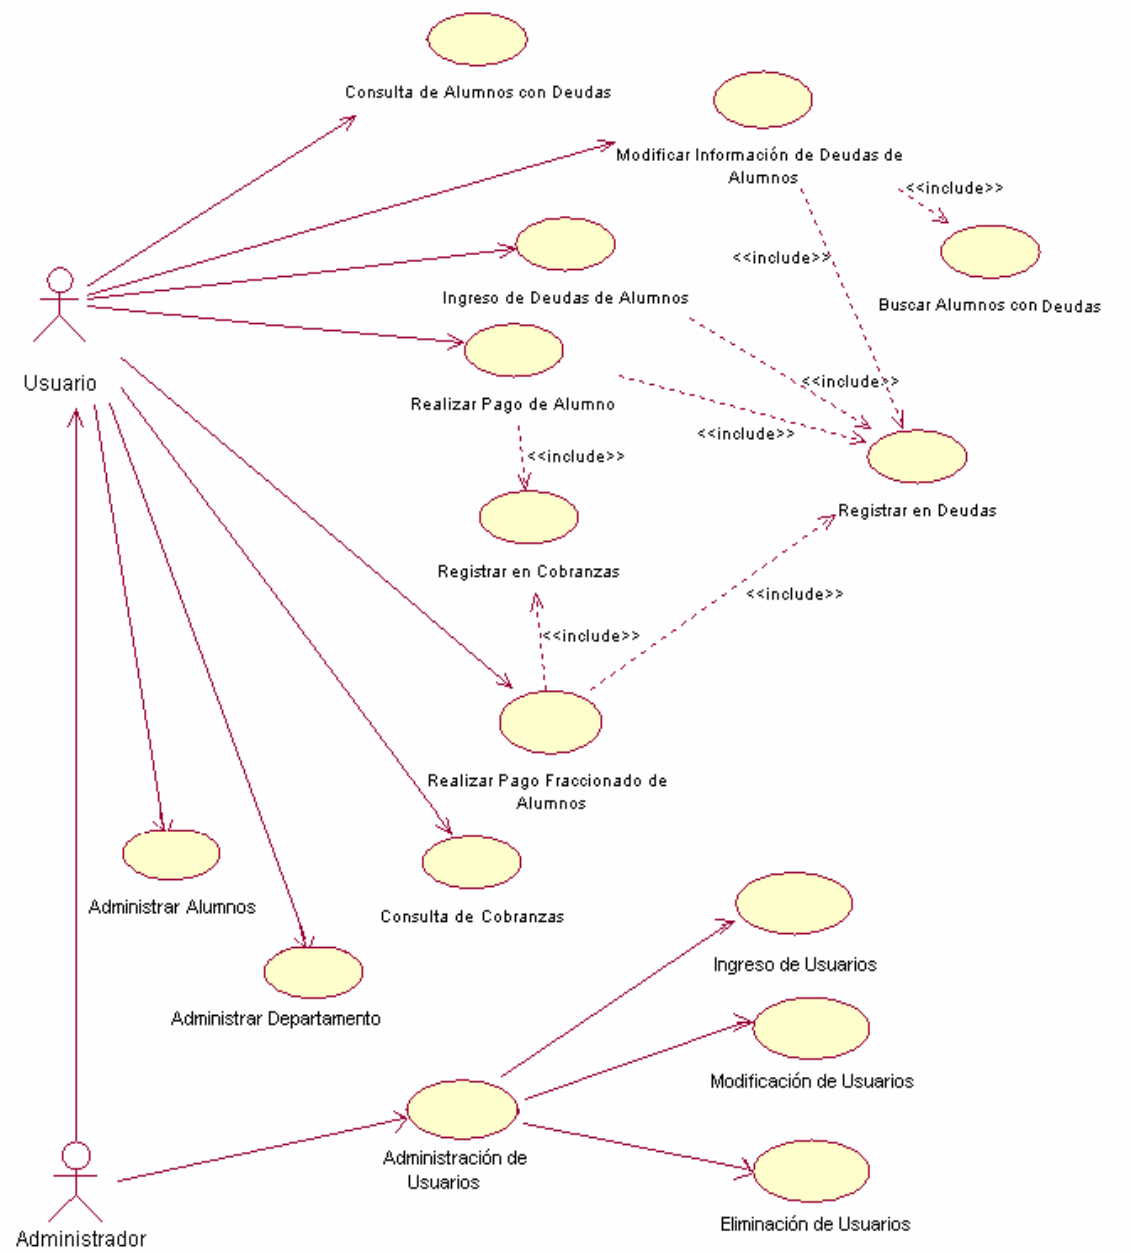 Consulta de Alumnos con Deudas
Modificar Información de Deudas de
Alumnos
<<include>>
<<include>>
Ingreso de Deudas de Alumnos
Buscar Alumnos con Deudas
Usuario
<<include>>
Realizar Pago de Alumno
<<include>>
<<include>>
Registrar en Deudas
Registrar en Cobranzas
<<include>>
<<include>>
Realizar Pago Fraccionado de
Alumnos
Administrar Alumnos
Consulta de Cobranzas
Ingreso de Usuarios
Administrar Departamento
Modificación de Usuarios
Administración de
Usuarios
Eliminación de Usuarios
Administrador